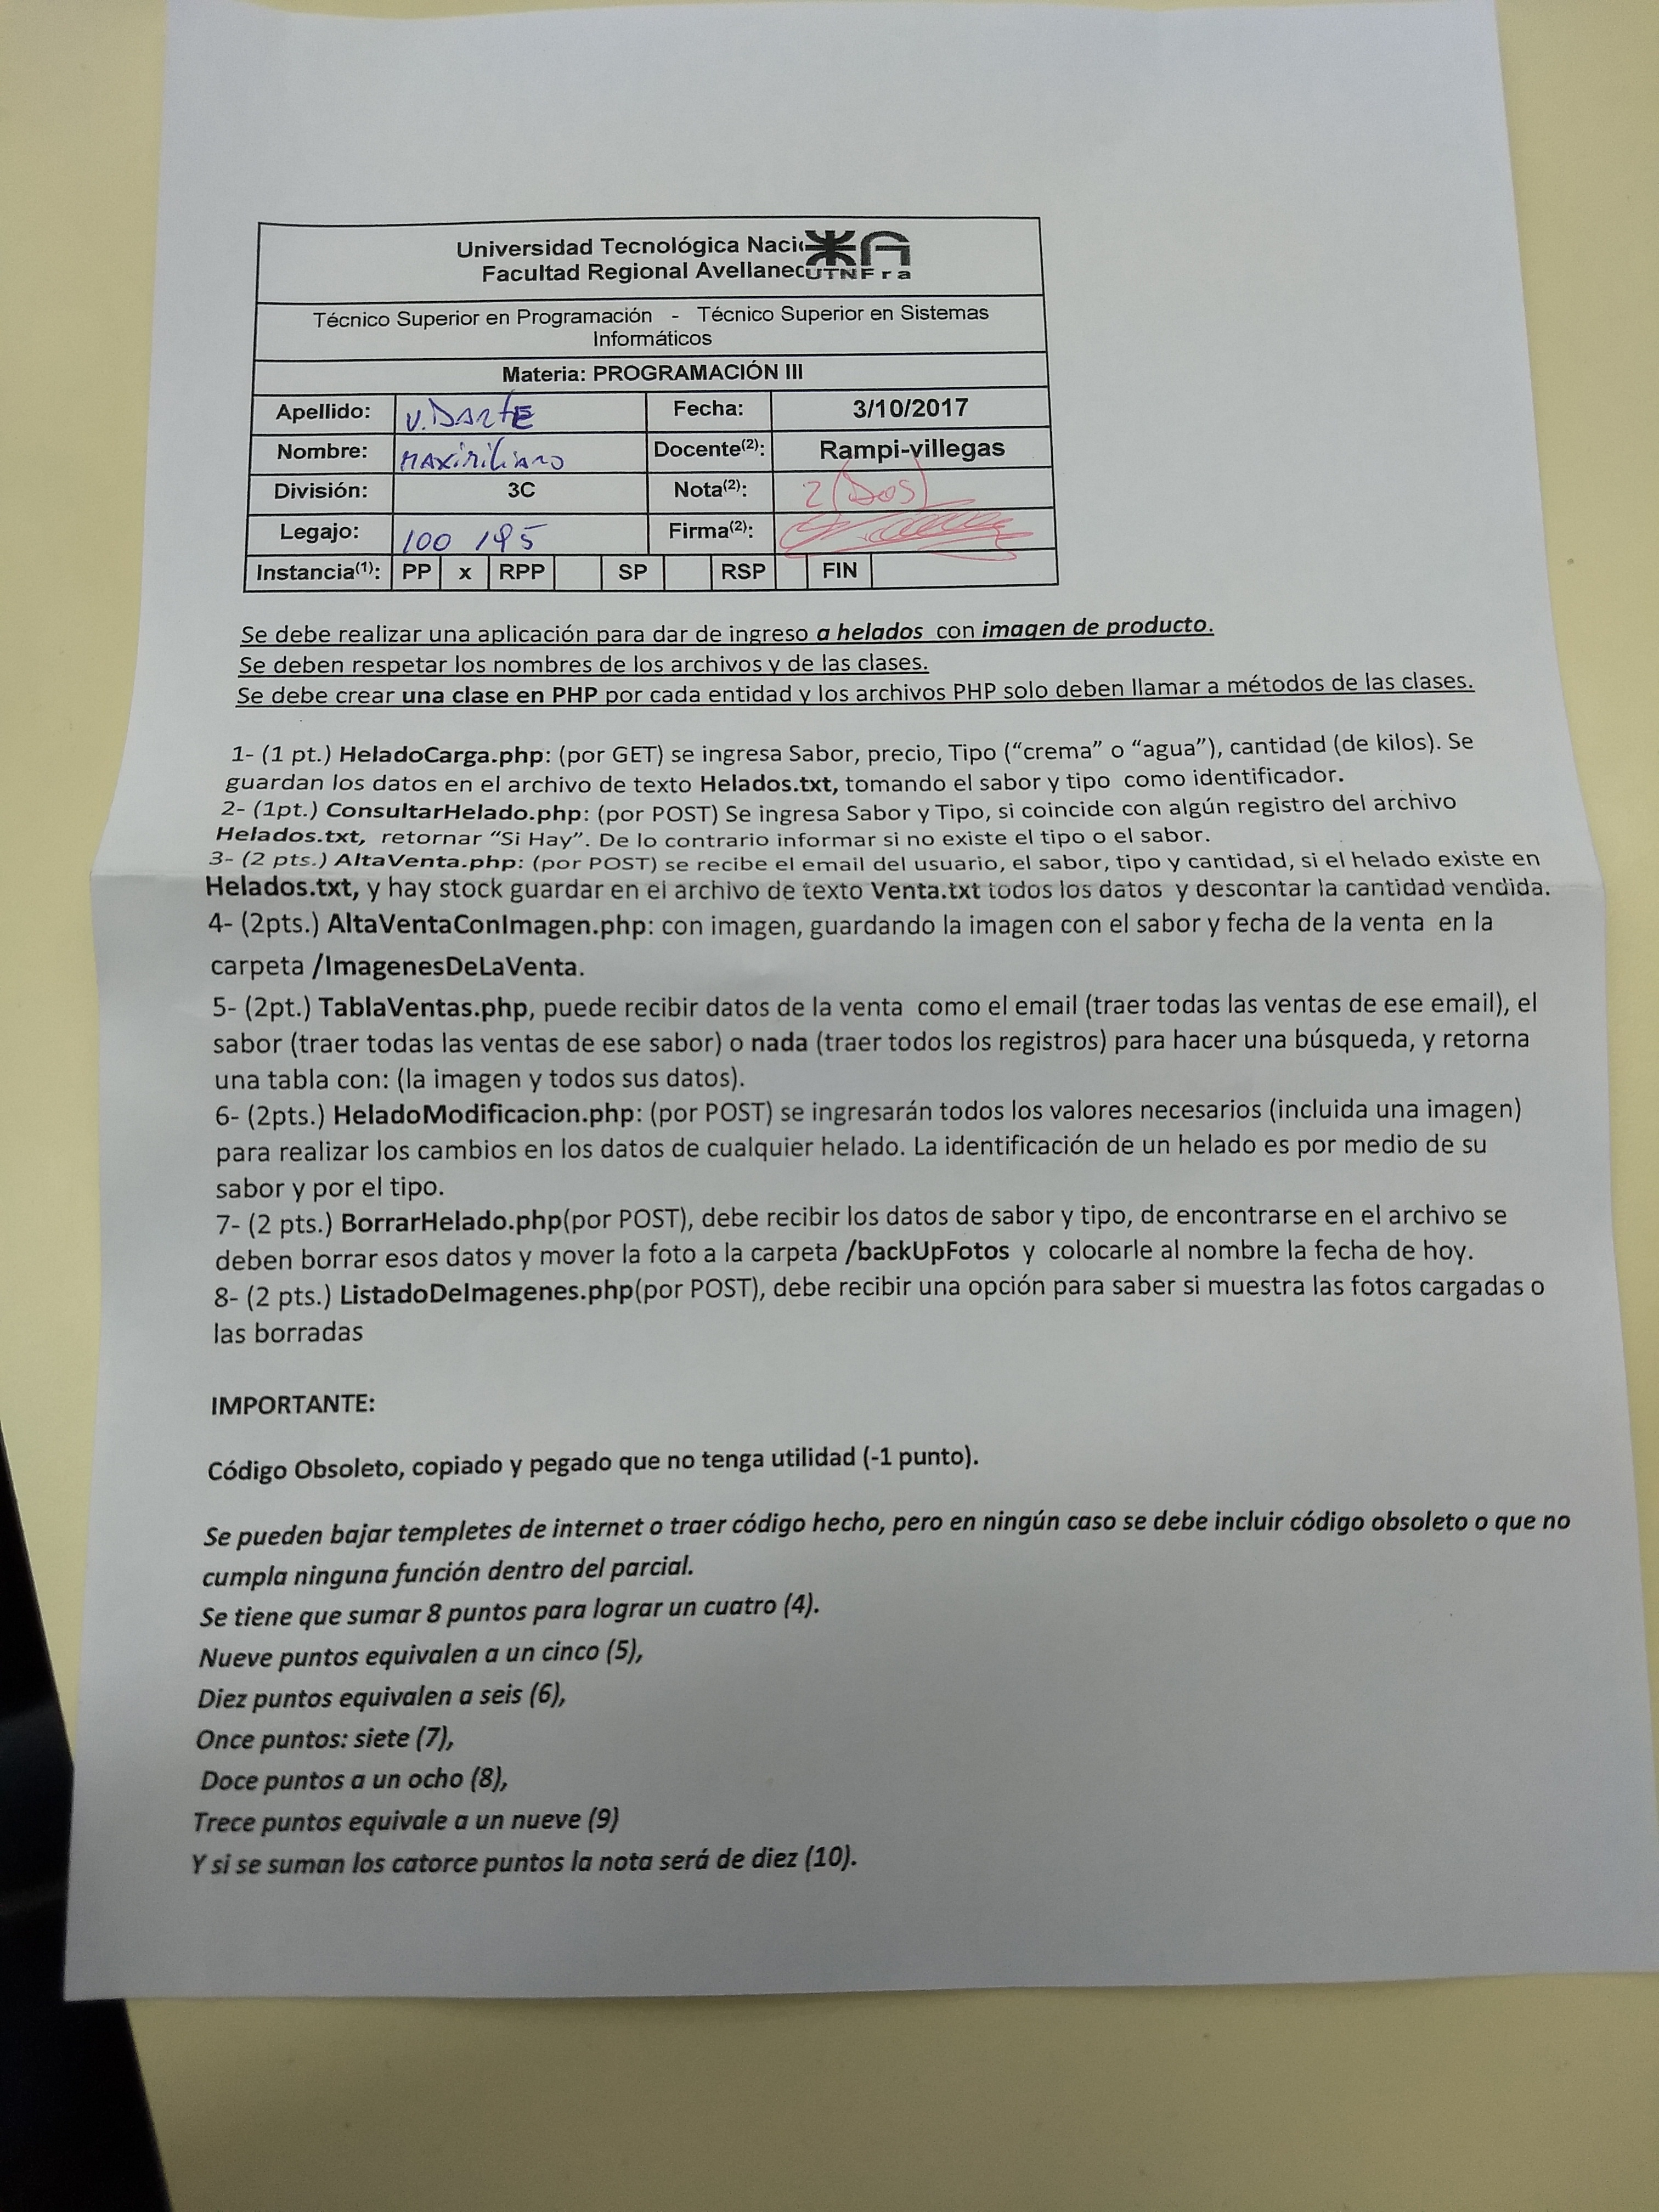 Universidad Tecnológica Naci
Facultad Regional Avellanec
UTNFra
Técnico Superior en Programación - Técnico Superior en Sistemas
Informáticos
Materia: PROGRAMACIÓN III
Apellido: V.DARTE Fecha: 3/10/2017
Nombre: MAXiMiliANO Docente(2): Rampi-villegas
División: 3C Nota(2): 2 (Dos)
Legajo: 100 195 Firma(2):
Instancia(1): PP x RPP SP RSP FIN
Se debe realizar una aplicación para dar de ingreso a helados con imagen de producto.
Se deben respetar los nombres de los archivos y de las clases.
Se debe crear una clase en PHP por cada entidad y los archivos PHP solo deben llamar a métodos de las clases.
1- (1 pt.) HeladoCarga.php: (por GET) se ingresa Sabor, precio, Tipo (“crema” o “agua”), cantidad (de kilos). Se
guardan los datos en el archivo de texto Helados.txt, tomando el sabor y tipo como identificador.
2- (1pt.) ConsultarHelado.php: (por POST) Se ingresa Sabor y Tipo, si coincide con algún registro del archivo
Helados.txt, retornar “Si Hay”. De lo contrario informar si no existe el tipo o el sabor.
3- (2 pts.) AltaVenta.php: (por POST) se recibe el email del usuario, el sabor, tipo y cantidad, si el helado existe en
Helados.txt, y hay stock guardar en el archivo de texto Venta.txt todos los datos y descontar la cantidad vendida.
4- (2pts.) AltaVentaConImagen.php: con imagen, guardando la imagen con el sabor y fecha de la venta en la
carpeta /ImagenesDeLaVenta.
5- (2pt.) TablaVentas.php, puede recibir datos de la venta como el email (traer todas las ventas de ese email), el
sabor (traer todas las ventas de ese sabor) o nada (traer todos los registros) para hacer una búsqueda, y retorna
una tabla con: (la imagen y todos sus datos).
6- (2pts.) HeladoModificacion.php: (por POST) se ingresarán todos los valores necesarios (incluida una imagen)
para realizar los cambios en los datos de cualquier helado. La identificación de un helado es por medio de su
sabor y por el tipo.
7- (2 pts.) BorrarHelado.php(por POST), debe recibir los datos de sabor y tipo, de encontrarse en el archivo se
deben borrar esos datos y mover la foto a la carpeta /backUpFotos y colocarle al nombre la fecha de hoy.
8- (2 pts.) ListadoDeImagenes.php(por POST), debe recibir una opción para saber si muestra las fotos cargadas o
las borradas
IMPORTANTE:
Código Obsoleto, copiado y pegado que no tenga utilidad (-1 punto).
Se pueden bajar templetes de internet o traer código hecho, pero en ningún caso se debe incluir código obsoleto o que no
cumpla ninguna función dentro del parcial.
Se tiene que sumar 8 puntos para lograr un cuatro (4).
Nueve puntos equivalen a un cinco (5),
Diez puntos equivalen a seis (6),
Once puntos: siete (7),
Doce puntos a un ocho (8),
Trece puntos equivale a un nueve (9)
Y si se suman los catorce puntos la nota será de diez (10).